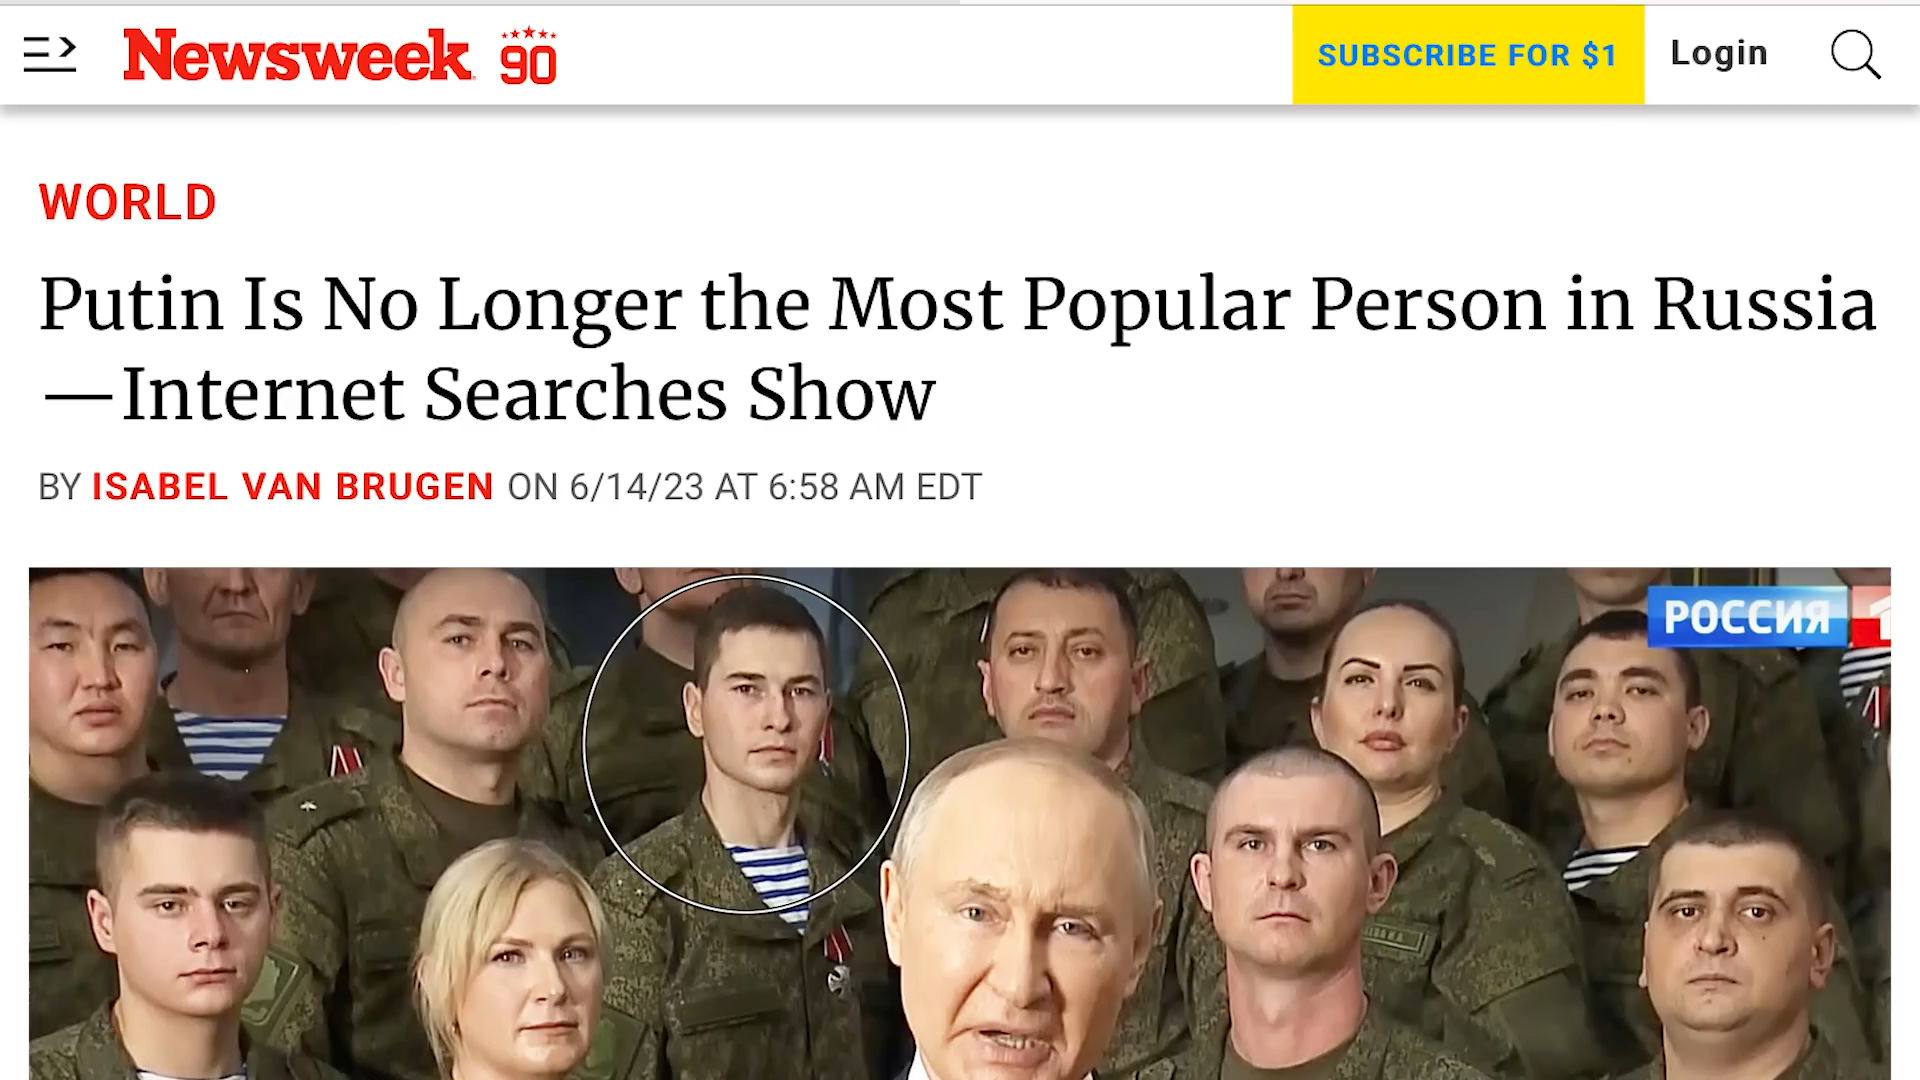 Newsweek 90
SUBSCRIBE FOR $1
Login
WORLD
Putin Is No Longer the Most Popular Person in Russia
—Internet Searches Show
BY ISABEL VAN BRUGEN ON 6/14/23 AT 6:58 AM EDT
РОССИЯ 1